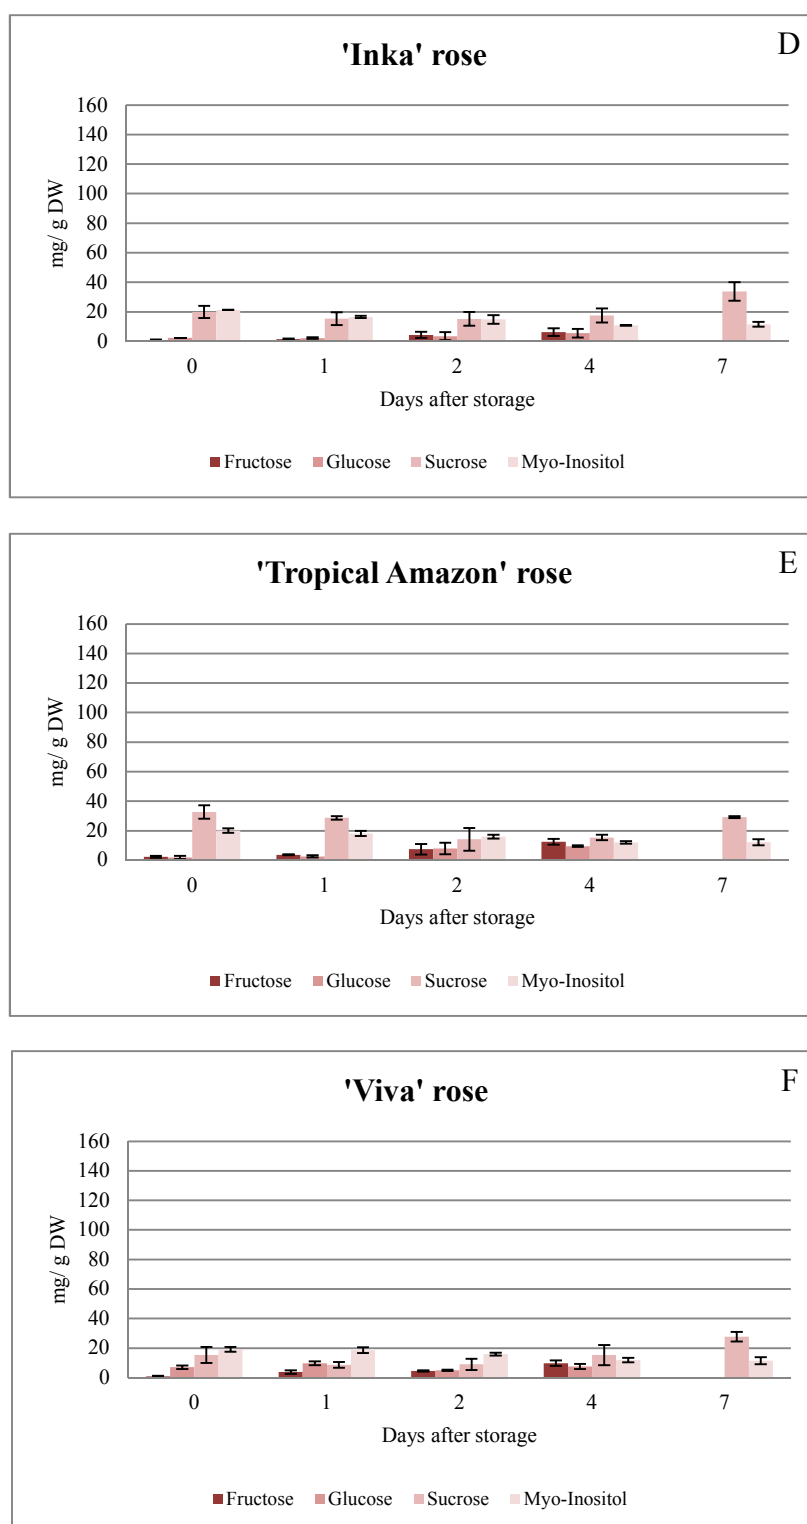 D
'Inka' rose
160
140
120
100
80
60
40
20
0
mg/ g DW
0 1 2 4 7
Days after storage
Fructose Glucose Sucrose Myo-Inositol
E
'Tropical Amazon' rose
160
140
120
100
80
60
40
20
0
mg/ g DW
0 1 2 4 7
Days after storage
Fructose Glucose Sucrose Myo-Inositol
F
'Viva' rose
160
140
120
100
80
60
40
20
0
mg/ g DW
0 1 2 4 7
Days after storage
Fructose Glucose Sucrose Myo-Inositol